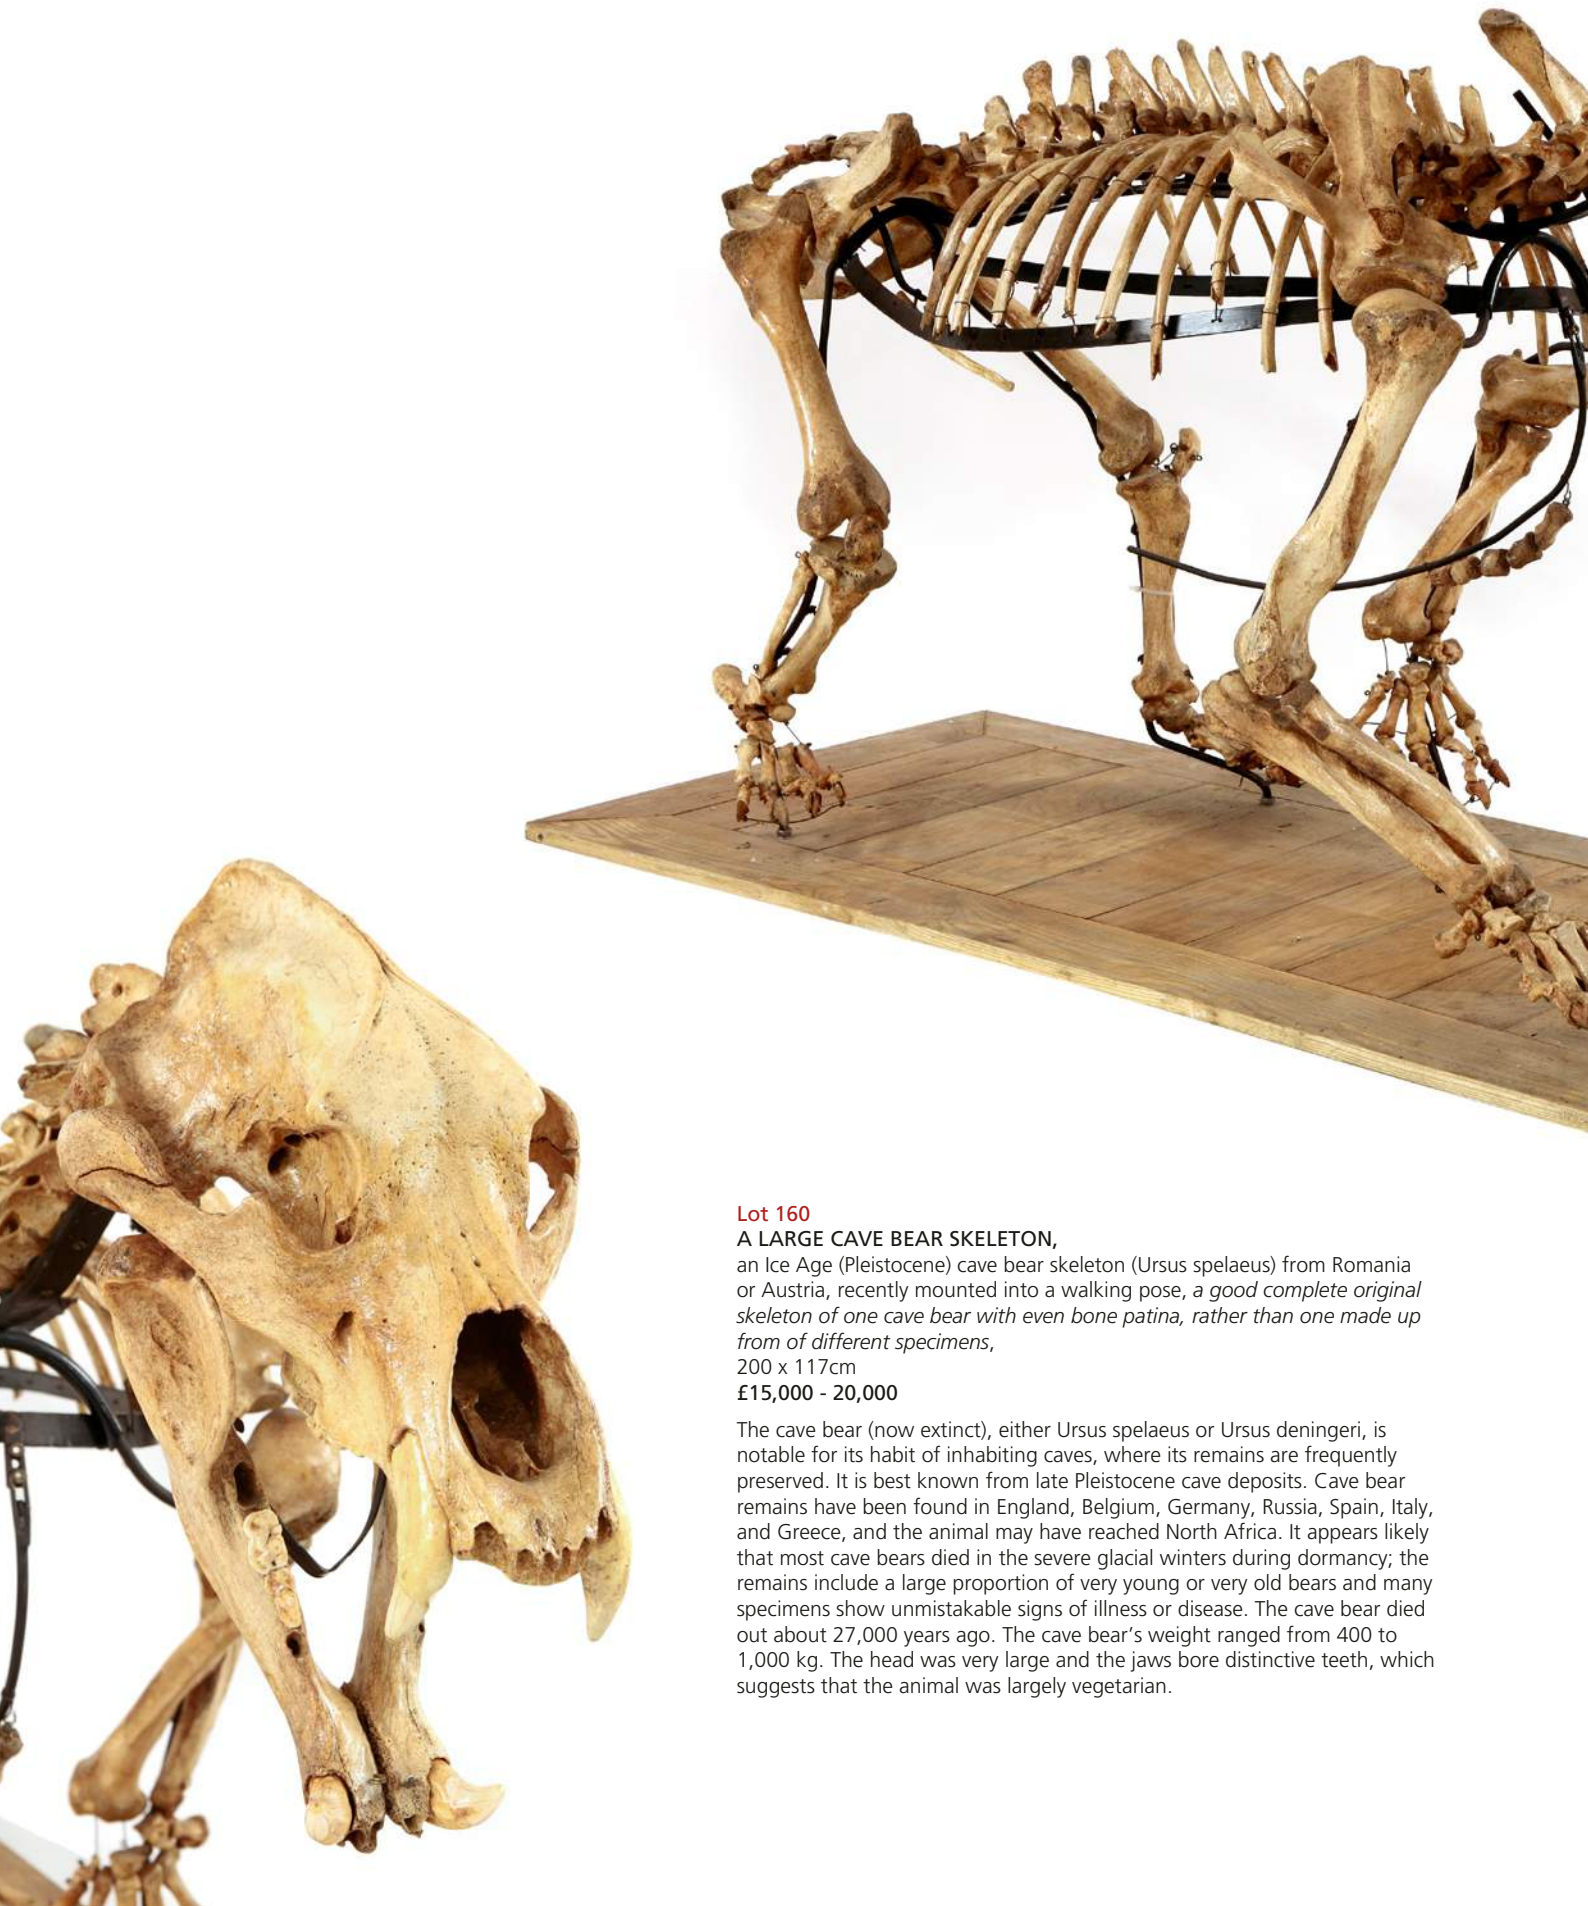 Lot 160
A LARGE CAVE BEAR SKELETON,
an Ice Age (Pleistocene) cave bear skeleton (Ursus spelaeus) from Romania
or Austria, recently mounted into a walking pose, a good complete original
skeleton of one cave bear with even bone patina, rather than one made up
from of different specimens,
200 x 117cm
£15,000 - 20,000
The cave bear (now extinct), either Ursus spelaeus or Ursus deningeri, is
notable for its habit of inhabiting caves, where its remains are frequently
preserved. It is best known from late Pleistocene cave deposits. Cave bear
remains have been found in England, Belgium, Germany, Russia, Spain, Italy,
and Greece, and the animal may have reached North Africa. It appears likely
that most cave bears died in the severe glacial winters during dormancy; the
remains include a large proportion of very young or very old bears and many
specimens show unmistakable signs of illness or disease. The cave bear died
out about 27,000 years ago. The cave bear's weight ranged from 400 to
1,000 kg. The head was very large and the jaws bore distinctive teeth, which
suggests that the animal was largely vegetarian.